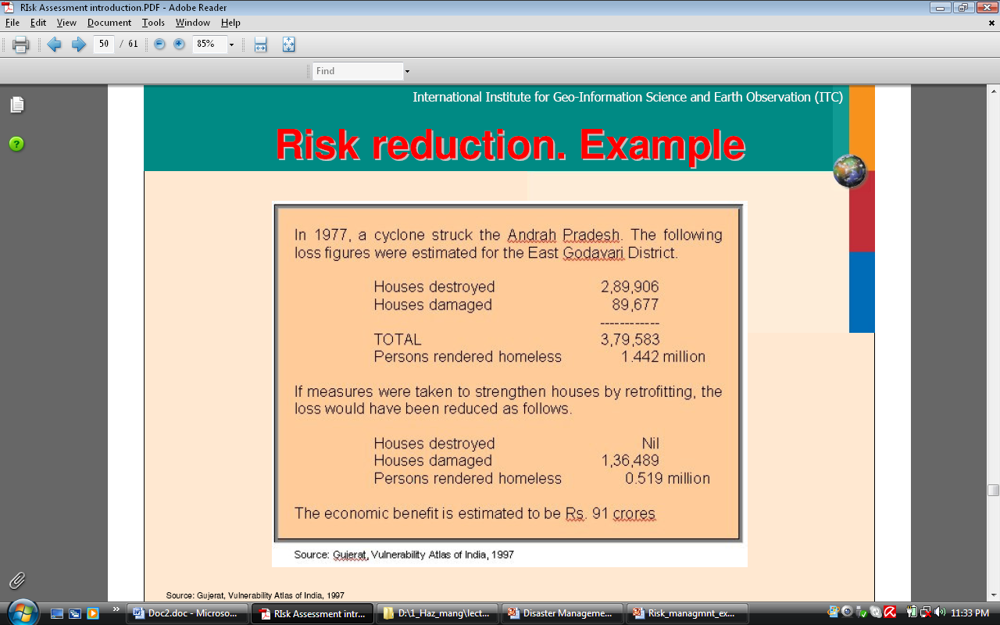 RIsk Assessment introduction.PDF - Adobe Reader
File Edit View Document Tools Window Help
50 / 61 85%
Find
International Institute for Geo-Information Science and Earth Observation (ITC)
Risk reduction. Example
In 1977, a cyclone struck the Andrah Pradesh. The following
loss figures were estimated for the East Godavari District.
Houses destroyed 2,89,906
Houses damaged 89,677
------------
TOTAL 3,79,583
Persons rendered homeless 1.442 million
If measures were taken to strengthen houses by retrofitting, the
loss would have been reduced as follows.
Houses destroyed Nil
Houses damaged 1,36,489
Persons rendered homeless 0.519 million
The economic benefit is estimated to be Rs. 91 crores
Source: Gujerat, Vulnerability Atlas of India, 1997
Source: Gujerat, Vulnerability Atlas of India, 1997
Doc2.doc - Microso... RIsk Assessment intr... D:\1_Haz_mang\lect... Disaster Manageme... Risk_managmnt_ex... 11:33 PM